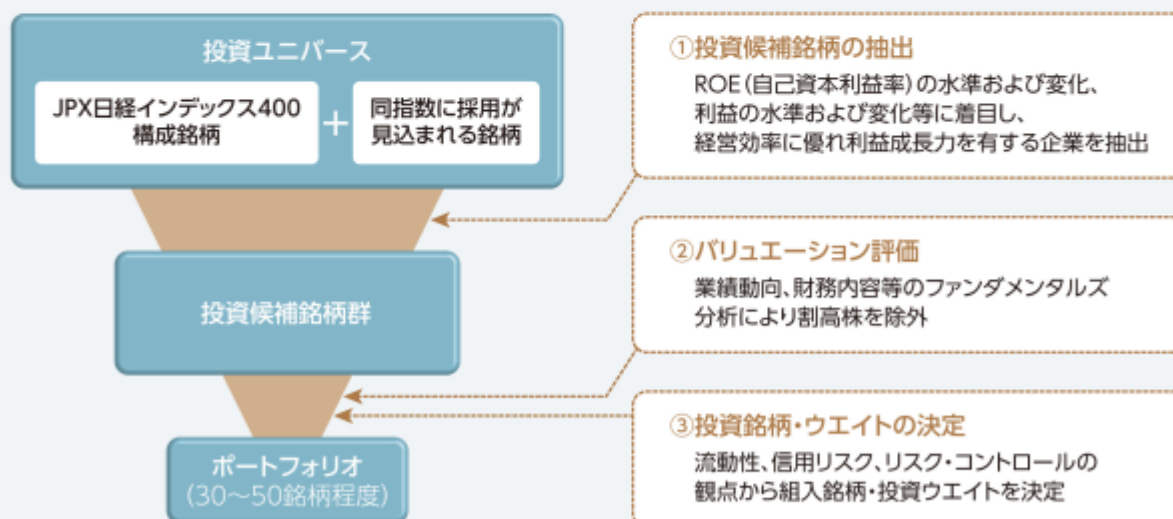 投資ユニバース
JPX日経インデックス400
構成銘柄
+
同指数に採用が
見込まれる銘柄
①投資候補銘柄の抽出
ROE(自己資本利益率)の水準および変化、
利益の水準および変化等に着目し、
経営効率に優れ利益成長力を有する企業を抽出
投資候補銘柄群
②バリュエーション評価
業績動向、財務内容等のファンダメンタルズ
分析により割高株を除外
ポートフォリオ
(30〜50銘柄程度)
③投資銘柄・ウエイトの決定
流動性、信用リスク、リスク・コントロールの
観点から組入銘柄・投資ウエイトを決定